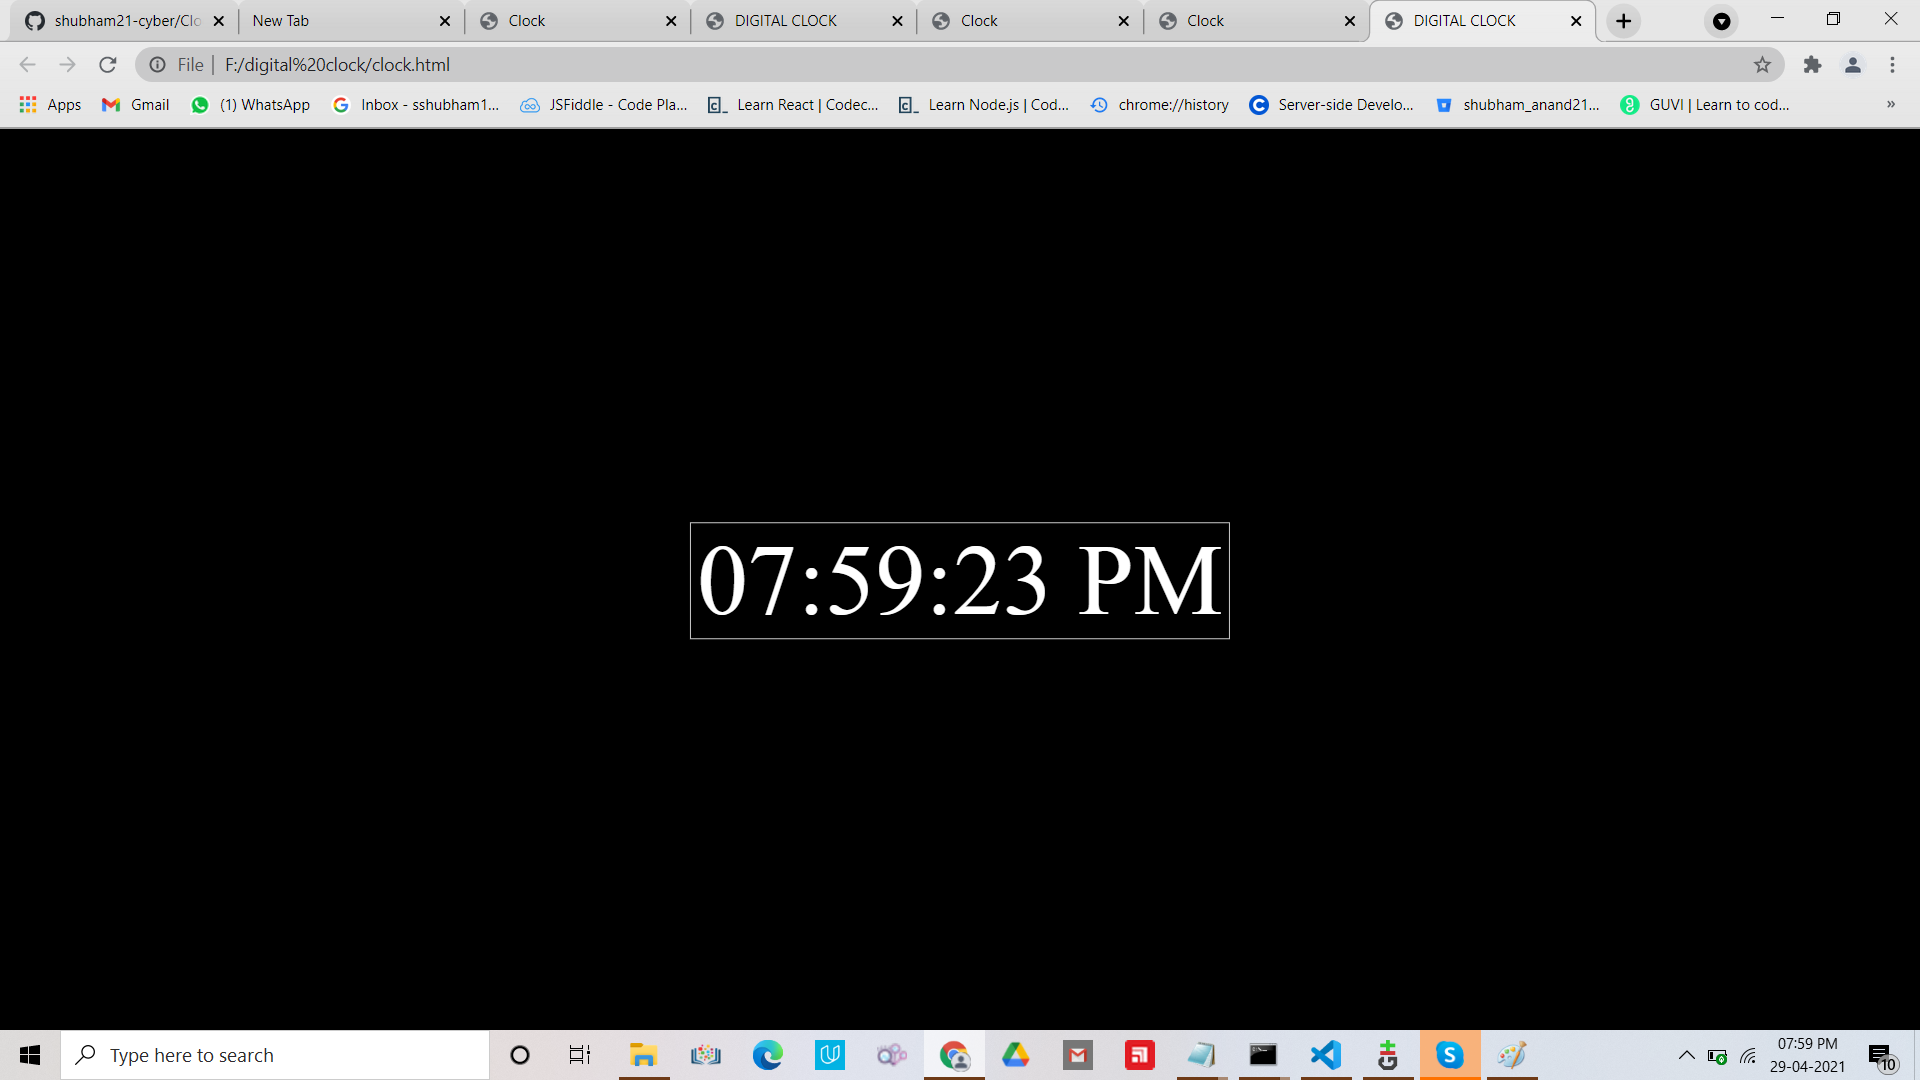 shubham21-cyber/Clo
New Tab
Clock
DIGITAL CLOCK
Clock
Clock
DIGITAL CLOCK
File | F:/digital%20clock/clock.html
Apps
Gmail
(1) WhatsApp
Inbox - sshubham1...
JSFiddle - Code Pla...
Learn React | Codec...
Learn Node.js | Cod...
chrome://history
Server-side Develo...
shubham_anand21...
GUVI | Learn to cod...
»
07:59:23 PM
Type here to search
07:59 PM
29-04-2021
10